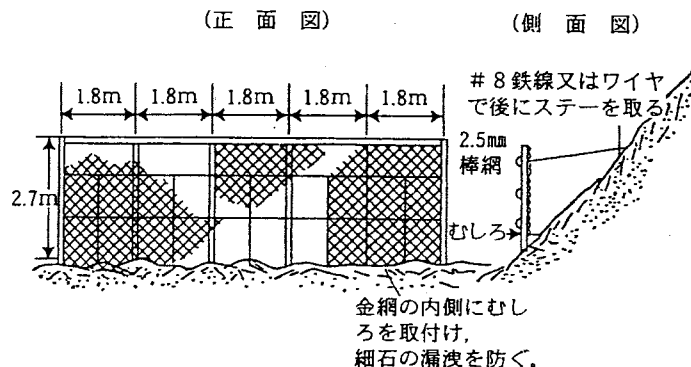 (正 面 図)
(側 面 図)
1.8m 1.8m 1.8m 1.8m 1.8m
2.7m
#8鉄線又はワイヤ
で後にステーを取る
2.5mm
棒網
むしろ
金網の内側にむし
ろを取付け,
細石の漏洩を防ぐ。